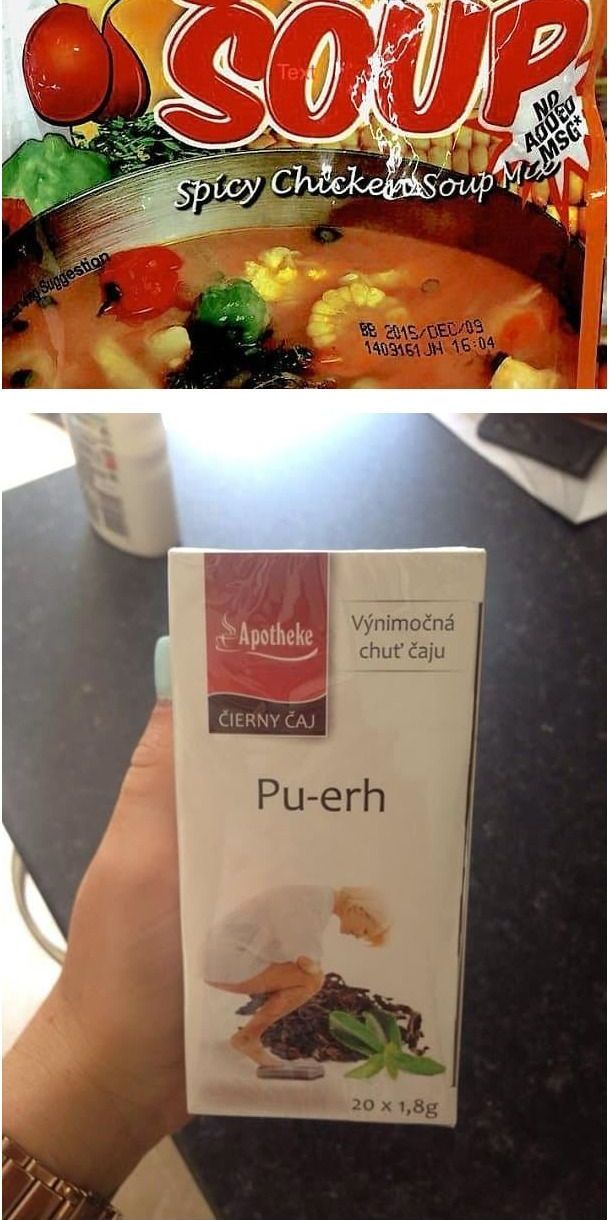 SOUP
Text
NO
ADDED
MSG*
Spicy Chicken Soup Mix
Serving Suggestion
BB 2015/DEC/09
1409161 JN 16:04
Apotheke
ČIERNY ČAJ
Výnimočná
chuť čaju
Pu-erh
20 x 1,8g